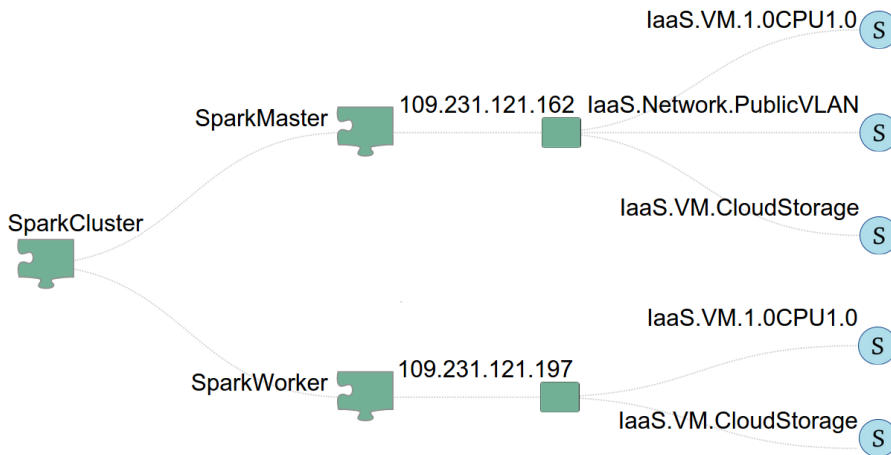 IaaS.VM.1.0CPU1.0
S
109.231.121.162
IaaS.Network.PublicVLAN
SparkMaster
S
IaaS.VM.CloudStorage
SparkCluster
S
IaaS.VM.1.0CPU1.0
S
109.231.121.197
SparkWorker
IaaS.VM.CloudStorage
S